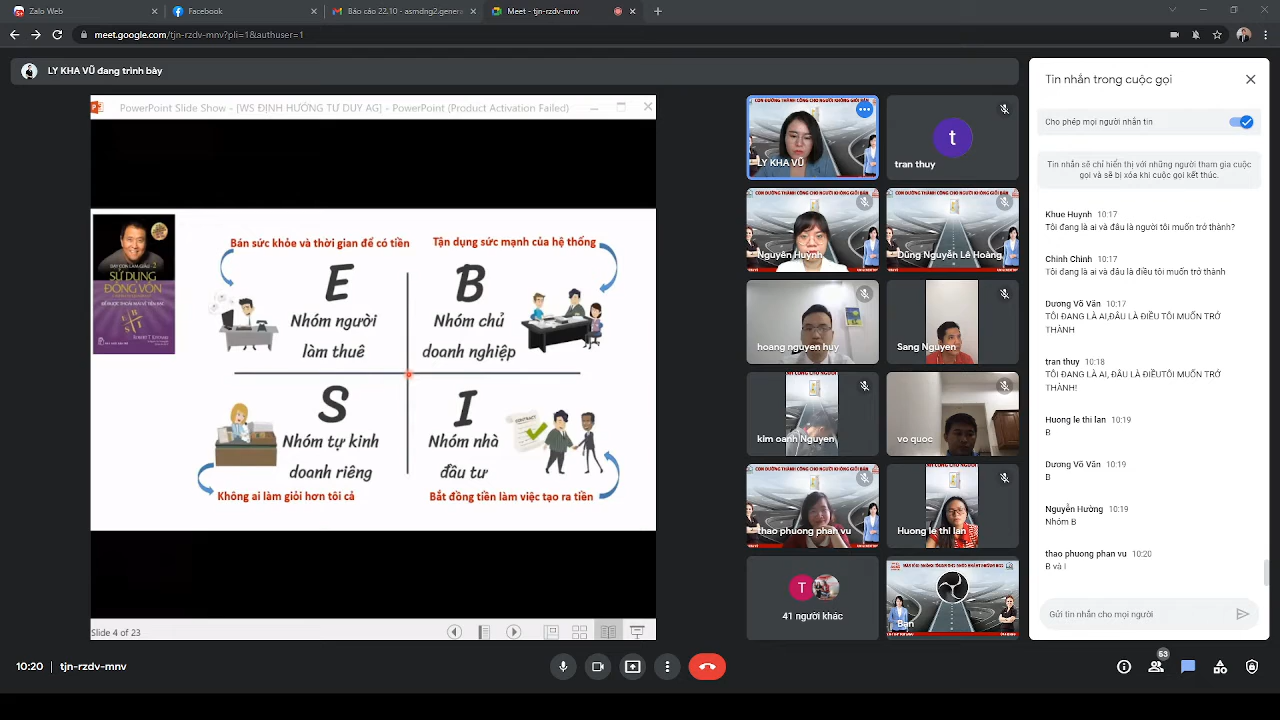 Zalo Web
Facebook
Báo cáo 22.10 - asmdng2.genera
Meet - tjn-rzdv-mnv
meet.google.com/tjn-rzdv-mnv?pli=1&authuser=1
LY KHA VŨ đang trình bày
PowerPoint Slide Show - [WS ĐỊNH HƯỚNG TƯ DUY AG] - PowerPoint (Product Activation Failed)
SỬ DỤNG
ĐỒNG VỐN
Bán sức khỏe và thời gian để có tiền
Tận dụng sức mạnh của hệ thống
E
Nhóm người
làm thuê
B
Nhóm chủ
doanh nghiệp
S
Nhóm tự kinh
doanh riêng
I
Nhóm nhà
đầu tư
CONTRACT
Không ai làm giỏi hơn tôi cả
Bắt đồng tiền làm việc tạo ra tiền
Slide 4 of 23
CON ĐƯỜNG THÀNH CÔNG CHO NGƯỜI KHÔNG GIỎI BÁN
LY KHA VŨ
t
tran thuy
Nguyên Huỳnh
Dũng Nguyễn Lê Hoàng
hoang nguyen huy
Sang Nguyen
kim oanh Nguyen
vo quoc
thao phuong phan vu
Huong le thi lan
T
41 người khác
Bạn
Tin nhắn trong cuộc gọi
Cho phép mọi người nhắn tin
Tin nhắn sẽ chỉ hiển thị với những người tham gia cuộc
gọi và sẽ bị xóa khi cuộc gọi kết thúc.
Khue Huynh 10:17
Tôi đang là ai và đâu là người tôi muốn trở thành?
Chinh Chinh 10:17
Tôi đang là ai và đâu là điều tôi muốn trở thành
Dương Võ Văn 10:17
TÔI ĐANG LÀ AI,ĐÂU LÀ ĐIỀU TÔI MUỐN TRỞ
THÀNH
tran thuy 10:18
TÔI ĐANG LÀ AI, ĐÂU LÀ ĐIỀUTÔI MUỐN TRỞ
THÀNH!
Huong le thi lan 10:19
B
Dương Võ Văn 10:19
B
Nguyễn Hường 10:19
Nhóm B
thao phuong phan vu 10:20
B và I
Gửi tin nhắn cho mọi người
10:20
tjn-rzdv-mnv
53